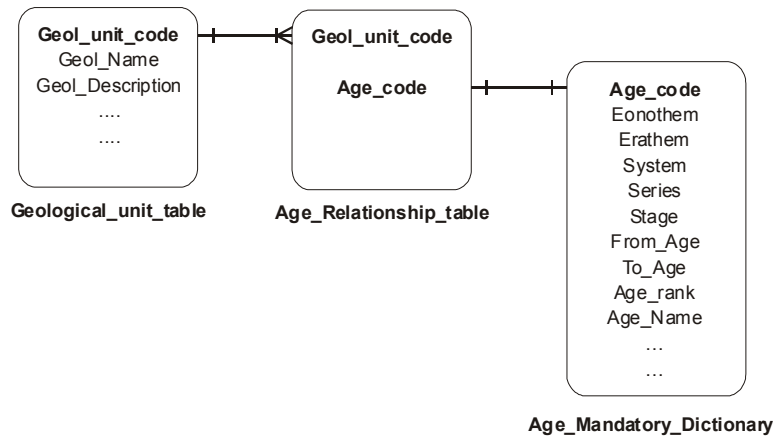 Geol_unit_code
Geol_Name
Geol_Description
....
....
Geological_unit_table
Geol_unit_code
Age_code
Age_Relationship_table
Age_code
Eonothem
Erathem
System
Series
Stage
From_Age
To_Age
Age_rank
Age_Name
...
...
Age_Mandatory_Dictionary